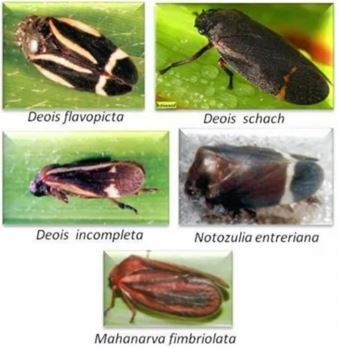 Deois flavopicta
Deois schach
Deois incompleta
Notozulia entreriana
Mahanarva fimbriolata